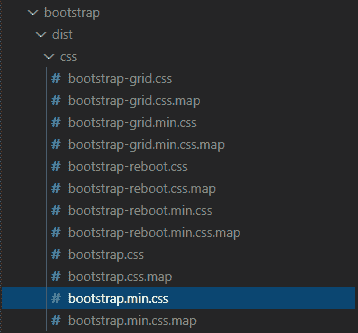 bootstrap
dist
css
# bootstrap-grid.css
# bootstrap-grid.css.map
# bootstrap-grid.min.css
# bootstrap-grid.min.css.map
# bootstrap-reboot.css
# bootstrap-reboot.css.map
# bootstrap-reboot.min.css
# bootstrap-reboot.min.css.map
# bootstrap.css
# bootstrap.css.map
# bootstrap.min.css
# bootstrap.min.css.map